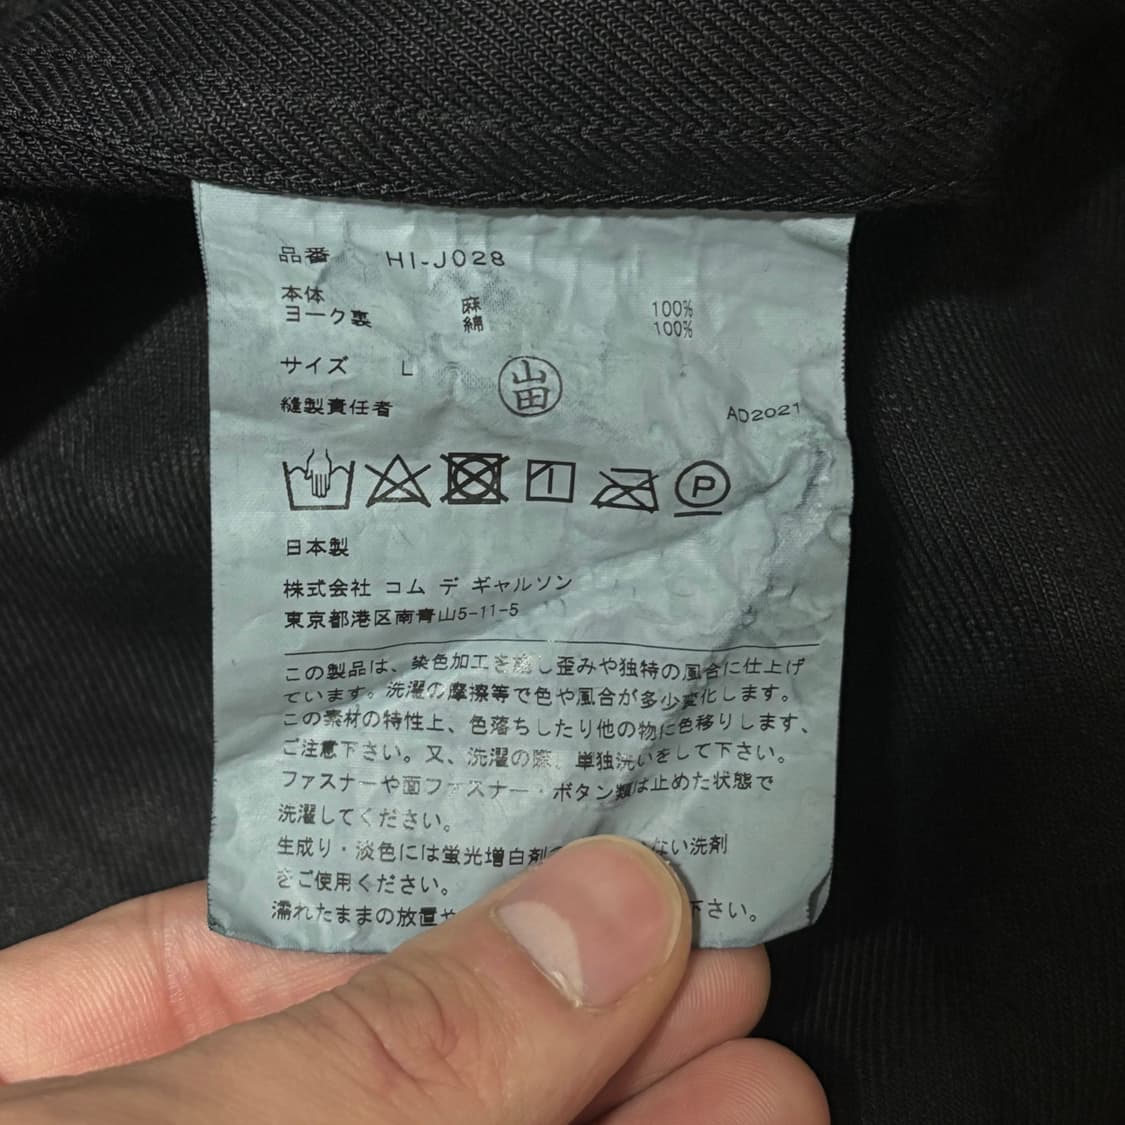 品番 HI-J028
本体 麻 100%
ヨーク裏 綿 100%
サイズ L
山田
縫製責任者
AD2021
P
日本製
株式会社 コム デ ギャルソン
東京都港区南青山5-11-5
この製品は、染色加工を施し歪みや独特の風合に仕上げ
ています。洗濯の摩擦等で色や風合が多少変化します。
この素材の特性上、色落ちしたり他の物に色移りします、
ご注意下さい。又、洗濯の際、単独洗いをして下さい。
ファスナーや面ファスナー・ボタン類は止めた状態で
洗濯してください。
生成り・淡色には蛍光増白剤 ない洗剤
をご使用ください。
濡れたままの放置や 下さい。